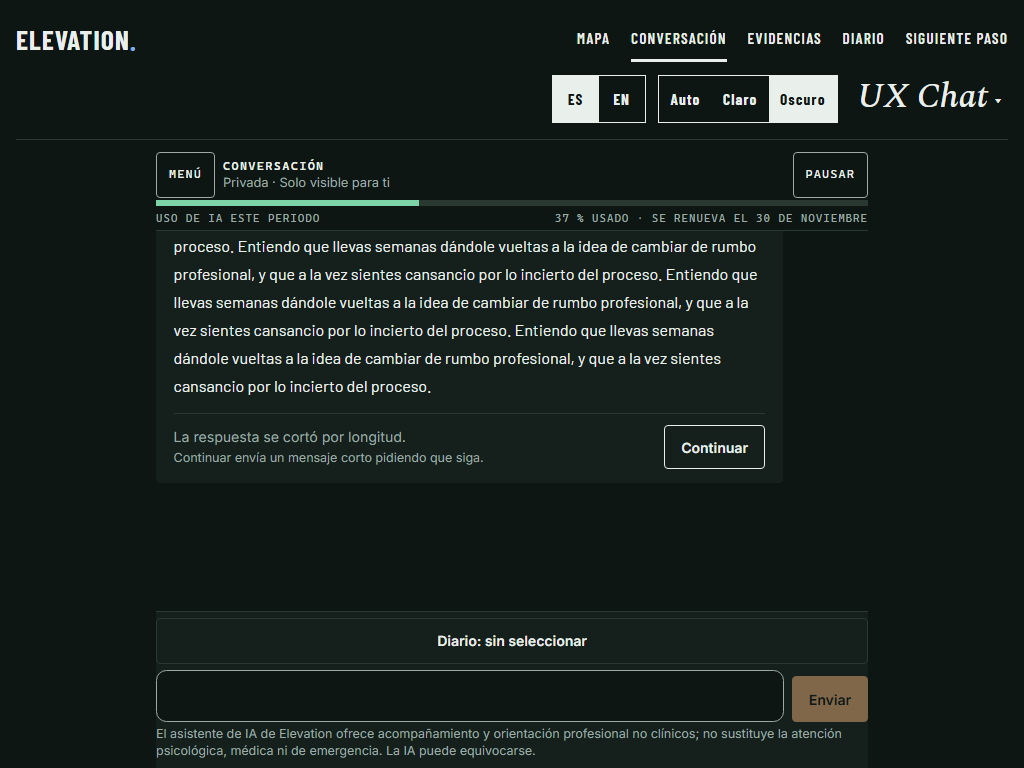 ELEVATION.
MAPA
CONVERSACIÓN
EVIDENCIAS
DIARIO
SIGUIENTE PASO
ES
EN
Auto
Claro
Oscuro
UX Chat
MENÚ
CONVERSACIÓN
Privada · Solo visible para ti
PAUSAR
USO DE IA ESTE PERIODO
37 % USADO · SE RENUEVA EL 30 DE NOVIEMBRE
proceso. Entiendo que llevas semanas dándole vueltas a la idea de cambiar de rumbo
profesional, y que a la vez sientes cansancio por lo incierto del proceso. Entiendo que
llevas semanas dándole vueltas a la idea de cambiar de rumbo profesional, y que a la
vez sientes cansancio por lo incierto del proceso. Entiendo que llevas semanas
dándole vueltas a la idea de cambiar de rumbo profesional, y que a la vez sientes
cansancio por lo incierto del proceso.
La respuesta se cortó por longitud.
Continuar envía un mensaje corto pidiendo que siga.
Continuar
Diario: sin seleccionar
Enviar
El asistente de IA de Elevation ofrece acompañamiento y orientación profesional no clínicos; no sustituye la atención
psicológica, médica ni de emergencia. La IA puede equivocarse.